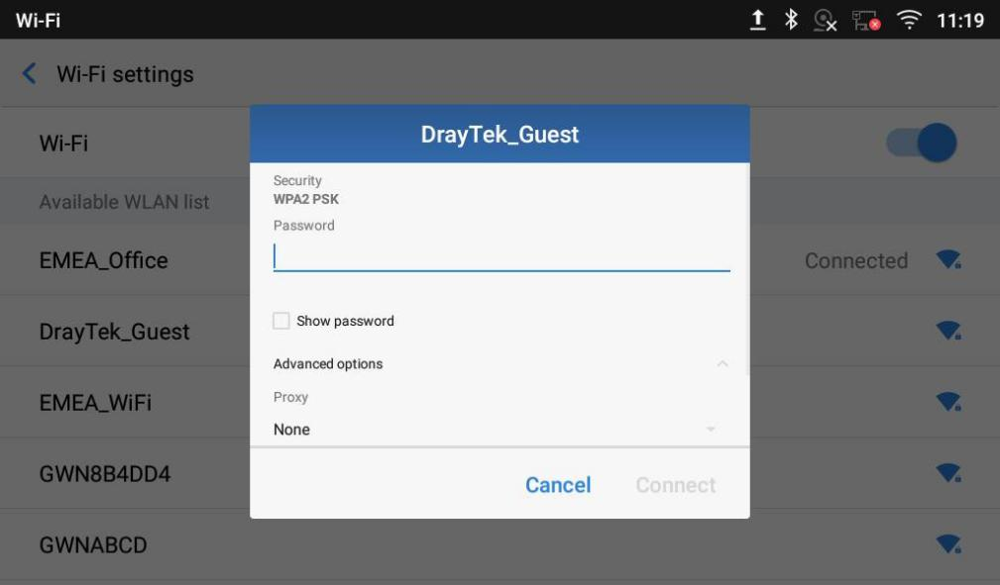 Wi-Fi 11:19
Wi-Fi settings
Wi-Fi
Available WLAN list
EMEA_Office Connected
DrayTek_Guest
EMEA_WiFi
GWN8B4DD4
GWNABCD
DrayTek_Guest
Security
WPA2 PSK
Password
Show password
Advanced options
Proxy
None
Cancel Connect